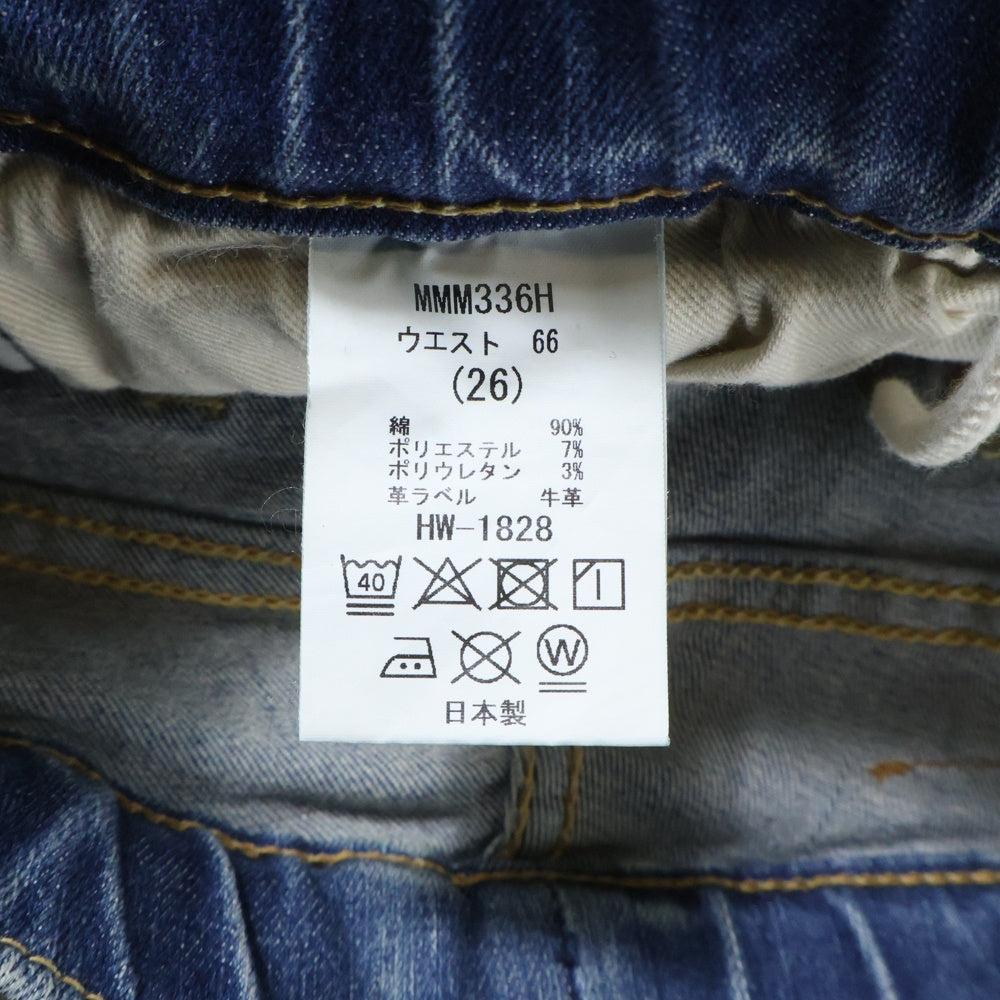 MMM336H
ウエスト 66
(26)
綿 90%
ポリエステル 7%
ポリウレタン 3%
革ラベル 牛革
HW-1828
40
W
日本製